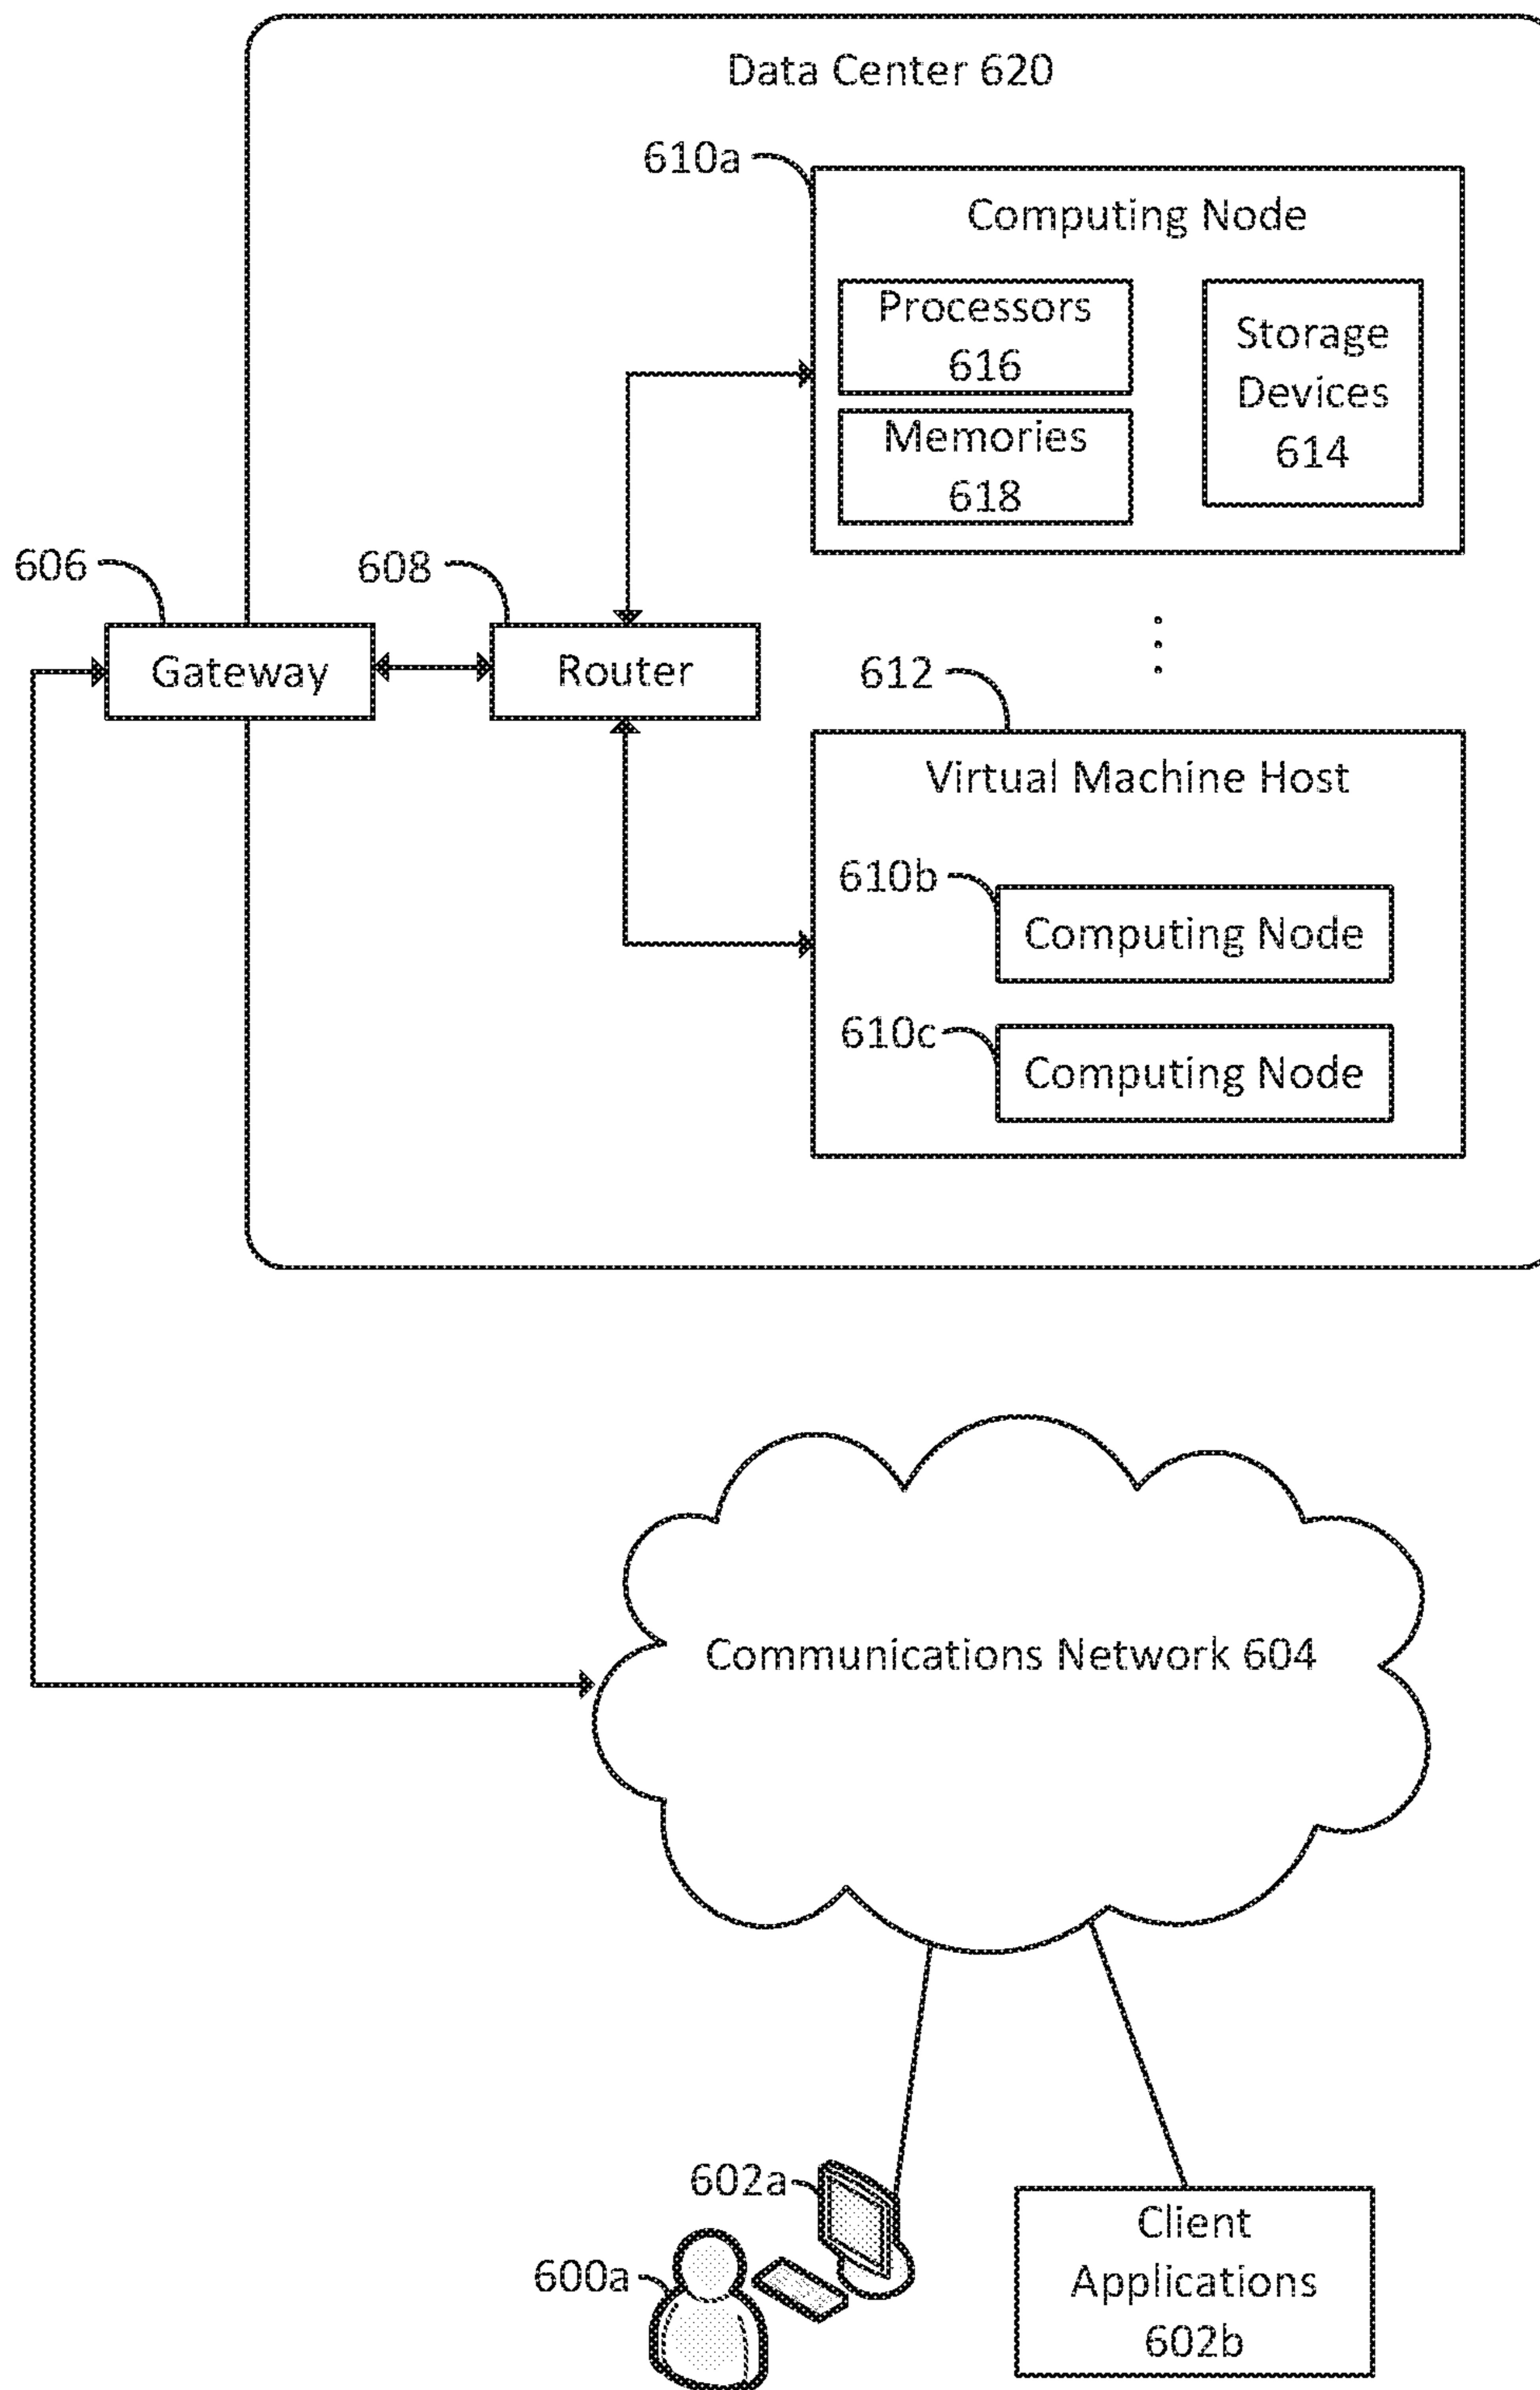 Data Center 620
610a
Computing Node
Processors
616
Memories
618
Storage
Devices
614
606
Gateway
608
Router
612
Virtual Machine Host
610b
Computing Node
610c
Computing Node
Communications Network 604
602a
600a
Client
Applications
602b